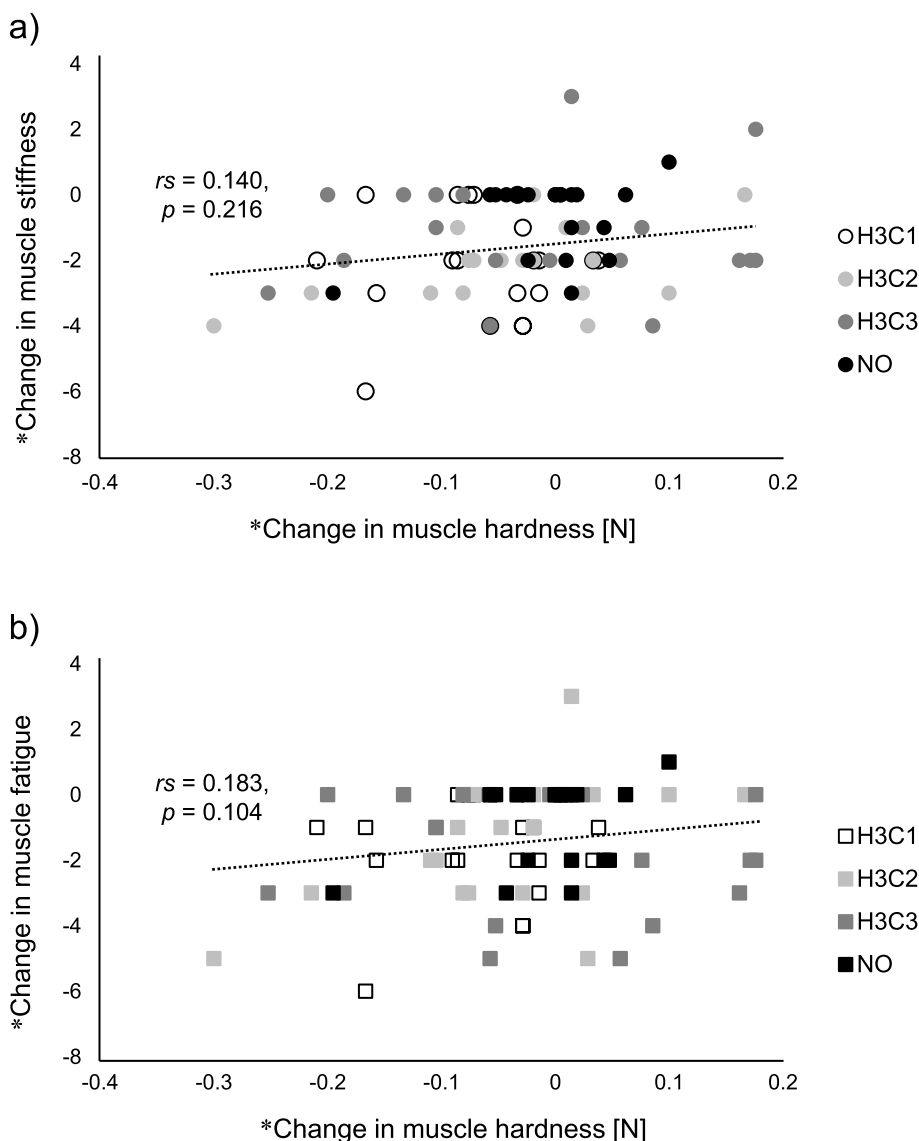 a)
*Change in muscle stiffness
4
2
0
-2
-4
-6
-8
rs = 0.140,
p = 0.216
-0.4
-0.3
-0.2
-0.1
0
0.1
0.2
*Change in muscle hardness [N]
H3C1
H3C2
H3C3
NO
b)
*Change in muscle fatigue
4
2
0
-2
-4
-6
-8
rs = 0.183,
p = 0.104
-0.4
-0.3
-0.2
-0.1
0
0.1
0.2
*Change in muscle hardness [N]
H3C1
H3C2
H3C3
NO